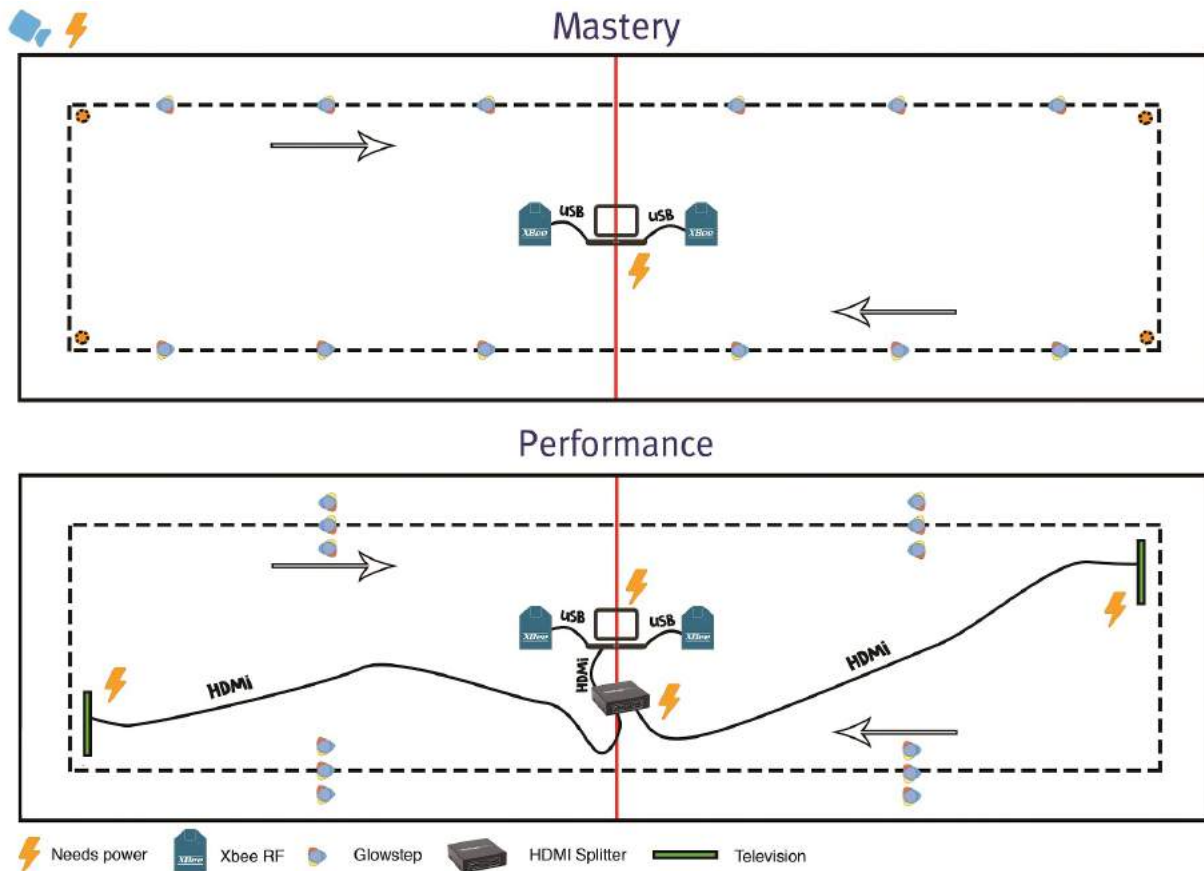 Mastery
USB USB
XBee XBee
Performance
USB USB
XBee XBee
HDMi
HDMi
HDMi
Needs power XBee Xbee RF Glowstep HDMI Splitter Television